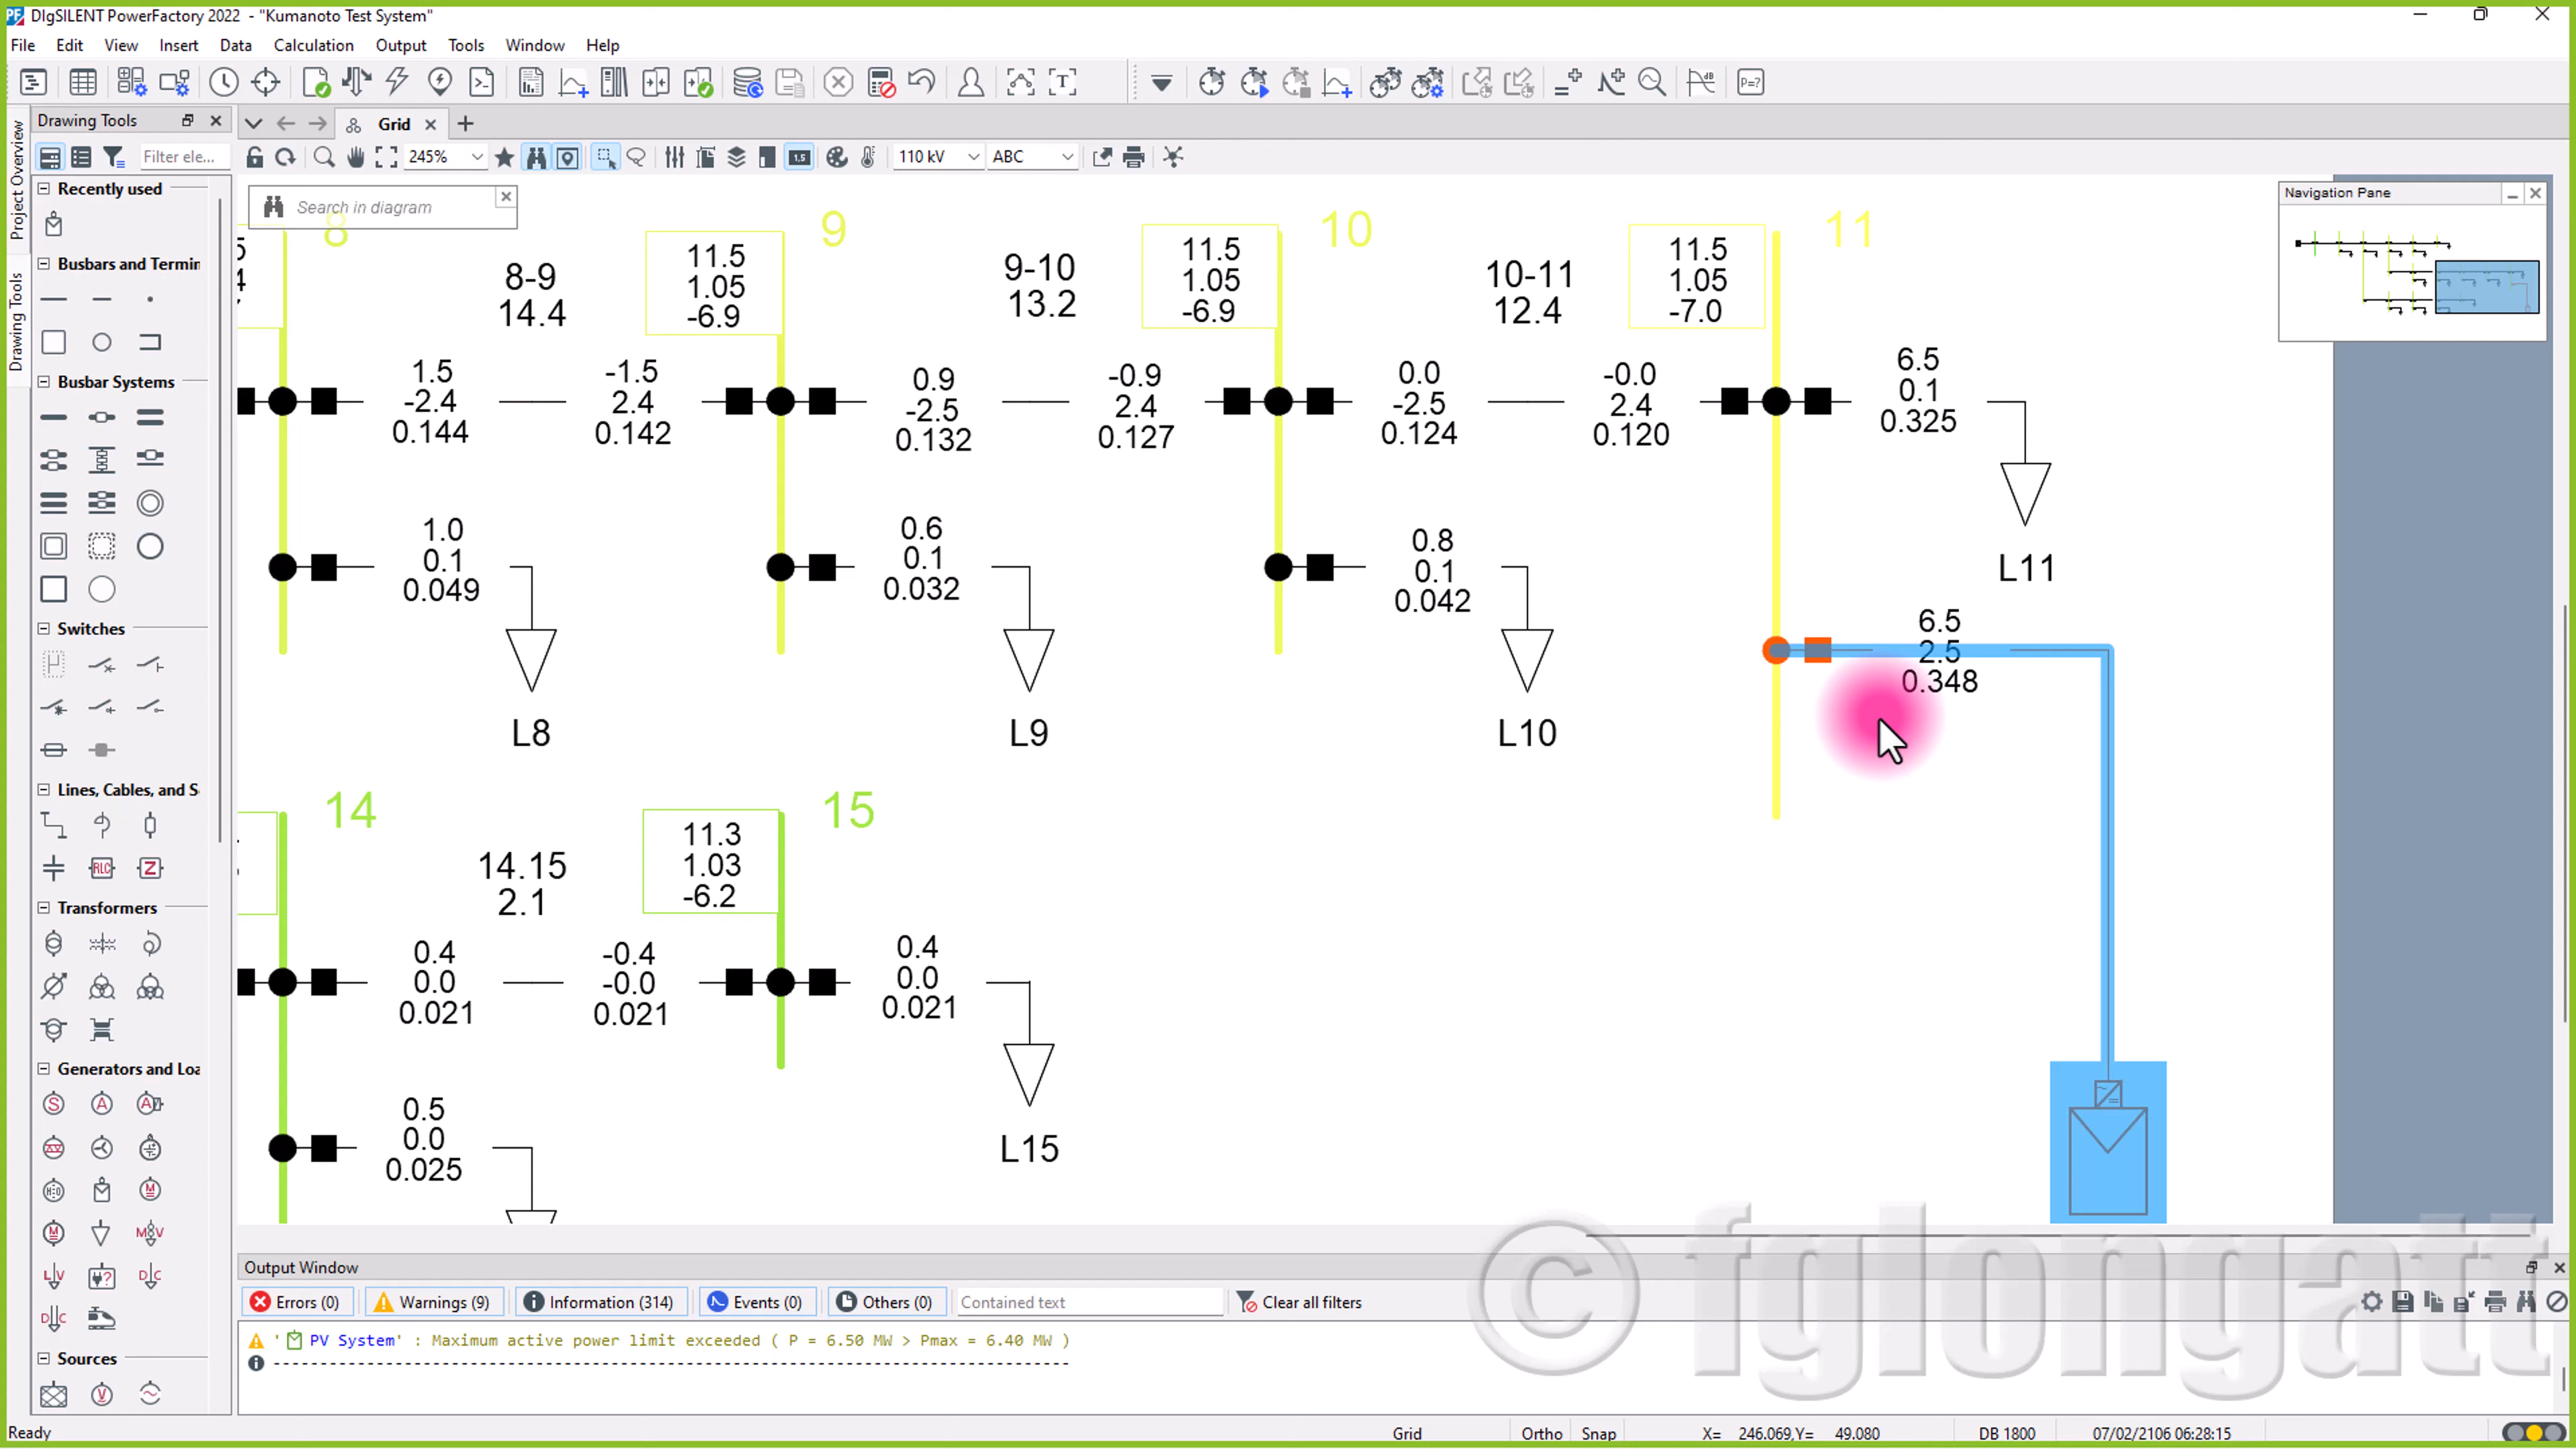 DIgSILENT PowerFactory 2022 - "Kumanoto Test System"
File Edit View Insert Data Calculation Output Tools Window Help
Project Overview
Drawing Tools
Drawing Tools
Grid
Filter ele...
245%
110 kV
ABC
Recently used
Busbars and Termin
Busbar Systems
Switches
Lines, Cables, and S
Transformers
Generators and Loa
Sources
Search in diagram
Navigation Pane
8
9
10
11
8-9
14.4
11.5
1.05
-6.9
9-10
13.2
11.5
1.05
-6.9
10-11
12.4
11.5
1.05
-7.0
1.5
-2.4
0.144
-1.5
2.4
0.142
0.9
-2.5
0.132
-0.9
2.4
0.127
0.0
-2.5
0.124
-0.0
2.4
0.120
6.5
0.1
0.325
L11
1.0
0.1
0.049
L8
0.6
0.1
0.032
L9
0.8
0.1
0.042
L10
6.5
2.5
0.348
14
15
14.15
2.1
11.3
1.03
-6.2
0.4
0.0
0.021
-0.4
-0.0
0.021
0.4
0.0
0.021
L15
0.5
0.0
0.025
© fglongatt
Output Window
Errors (0) Warnings (9) Information (314) Events (0) Others (0) Contained text Clear all filters
' PV System' : Maximum active power limit exceeded ( P = 6.50 MW > Pmax = 6.40 MW )
Ready
Grid Ortho Snap X= 246.069,Y= 49.080 DB 1800 07/02/2106 06:28:15